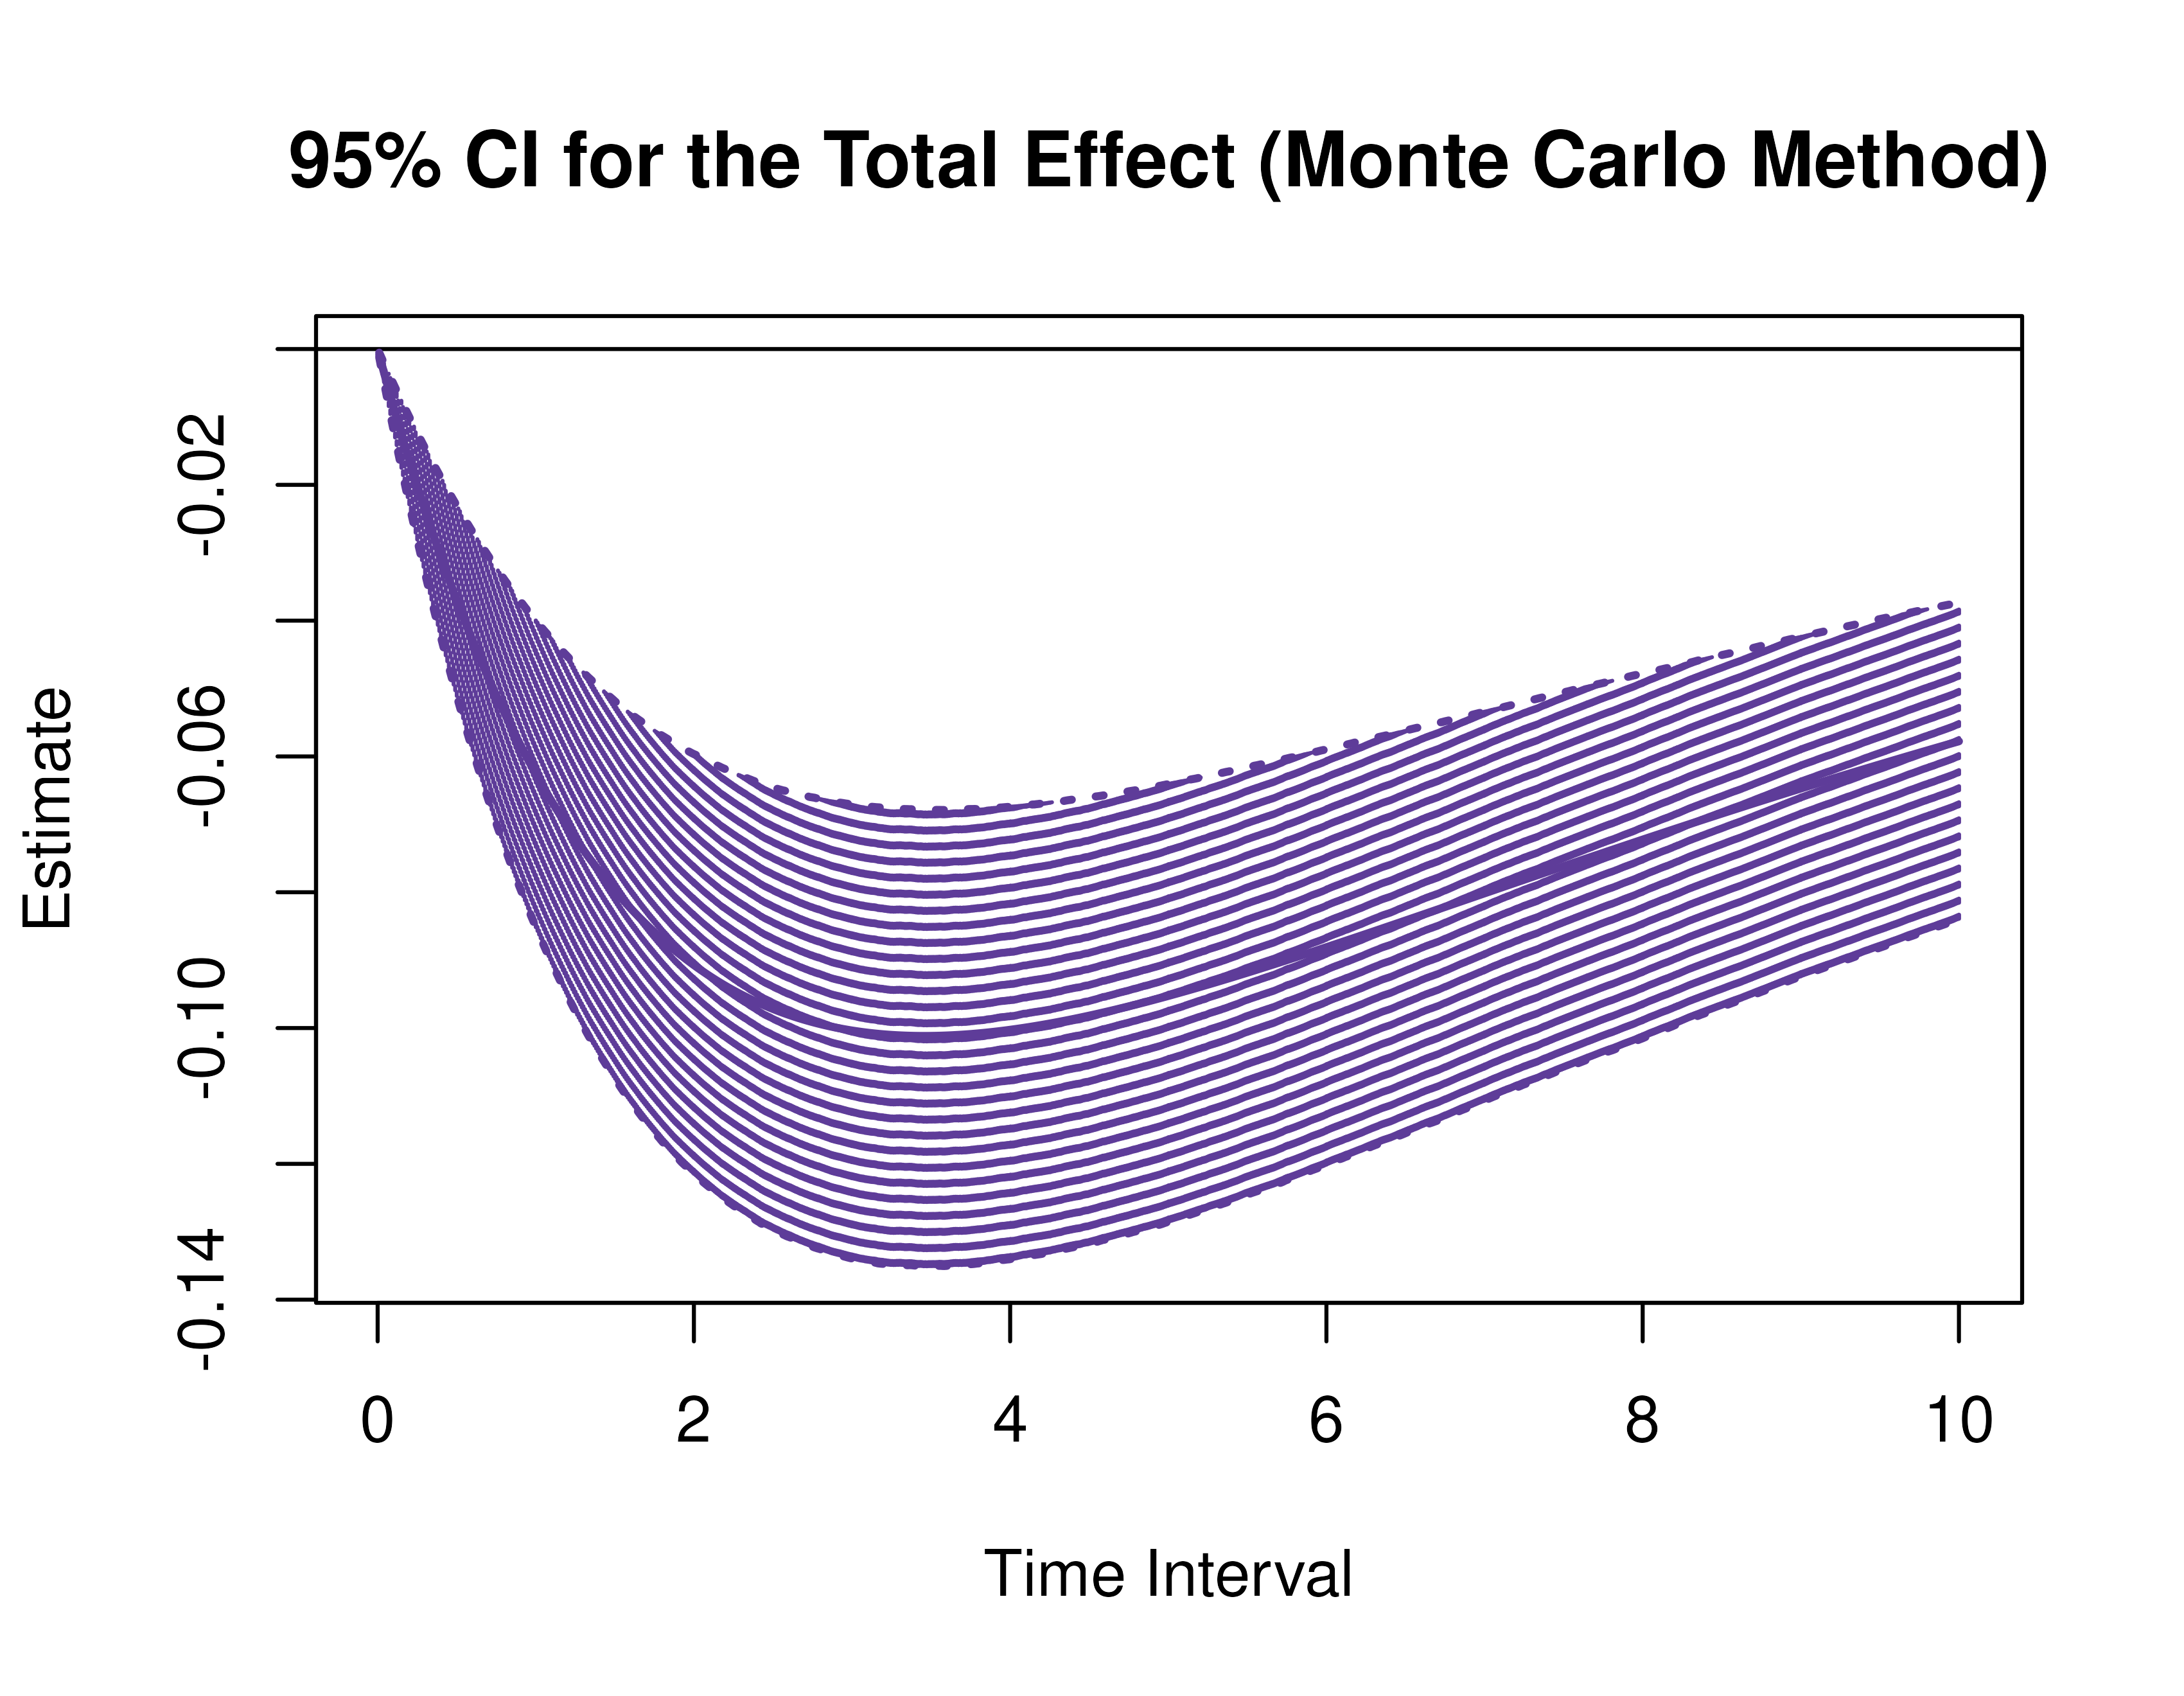 95% CI for the Total Effect (Monte Carlo Method)
Estimate
-0.02
-0.06
-0.10
-0.14
0 2 4 6 8 10
Time Interval